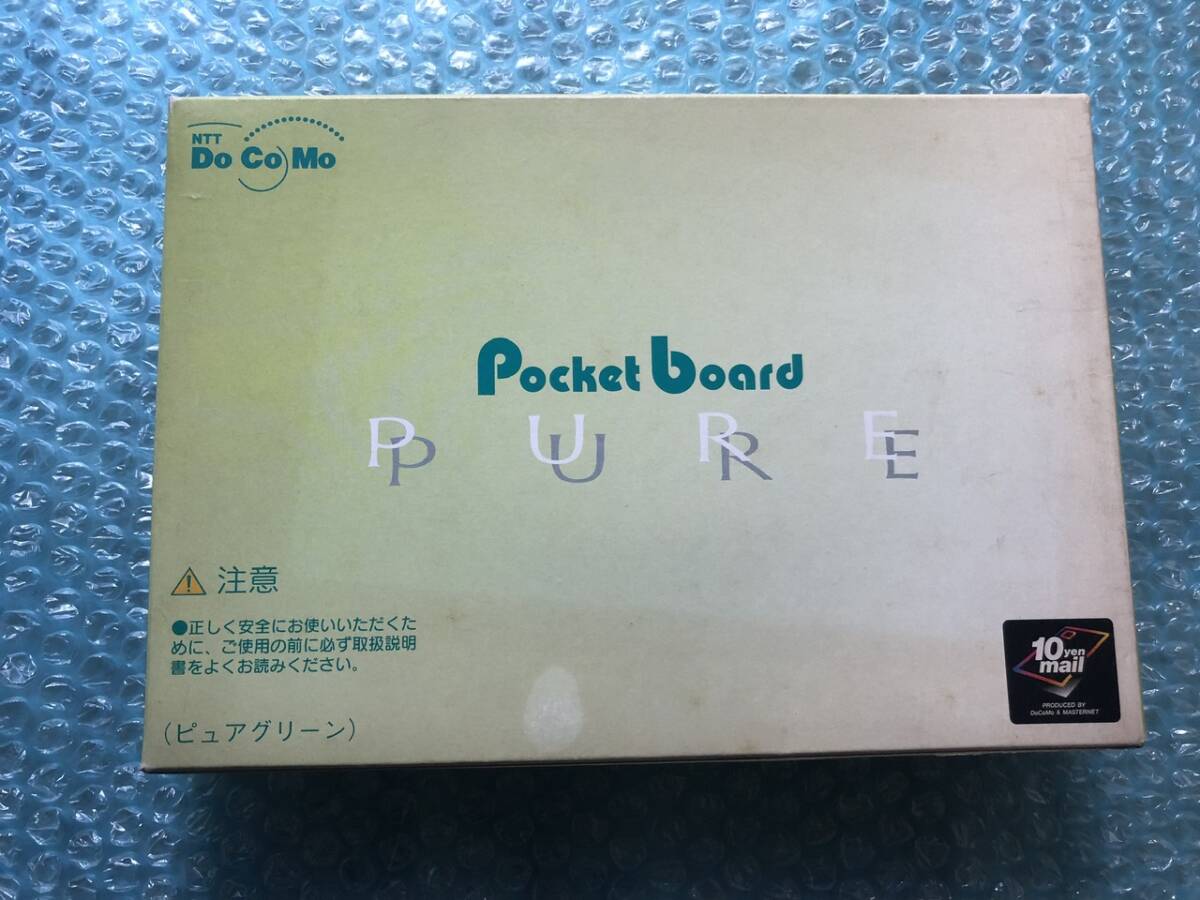 NTT
DoCoMo
Pocket board
PURE
注意
●正しく安全にお使いいただくた
めに、ご使用の前に必ず取扱説明
書をよくお読みください。
(ピュアグリーン)
10 yen
mail
PRODUCED BY
DoCoMo & MASTERNET